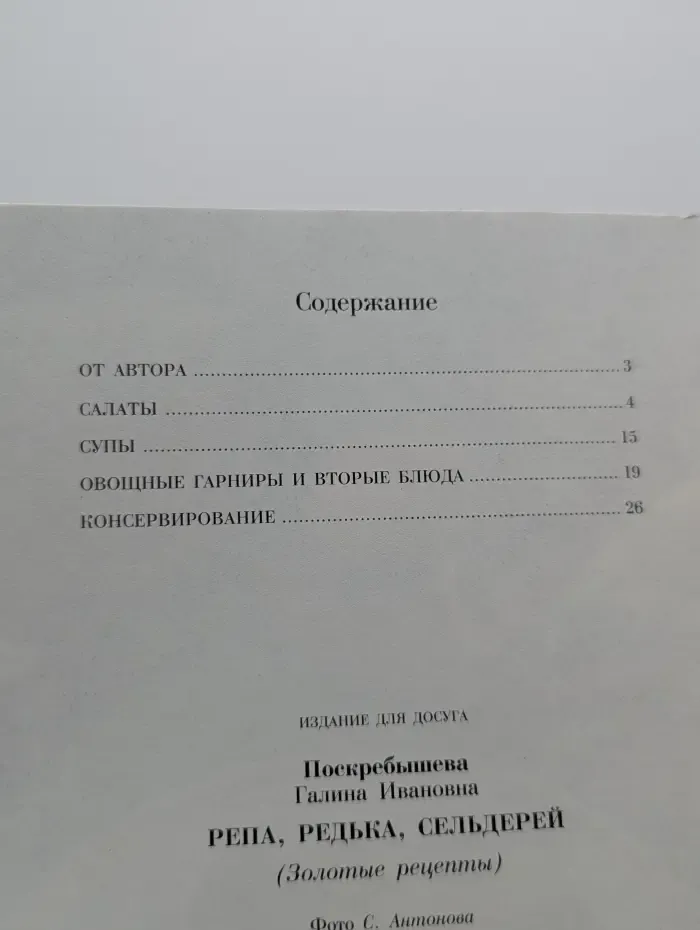 Содержание
ОТ АВТОРА 3
САЛАТЫ 4
СУПЫ 15
ОВОЩНЫЕ ГАРНИРЫ И ВТОРЫЕ БЛЮДА 19
КОНСЕРВИРОВАНИЕ 26
ИЗДАНИЕ ДЛЯ ДОСУГА
Поскребышева
Галина Ивановна
РЕПА, РЕДЬКА, СЕЛЬДЕРЕЙ
(Золотые рецепты)
Фото С. Антонова